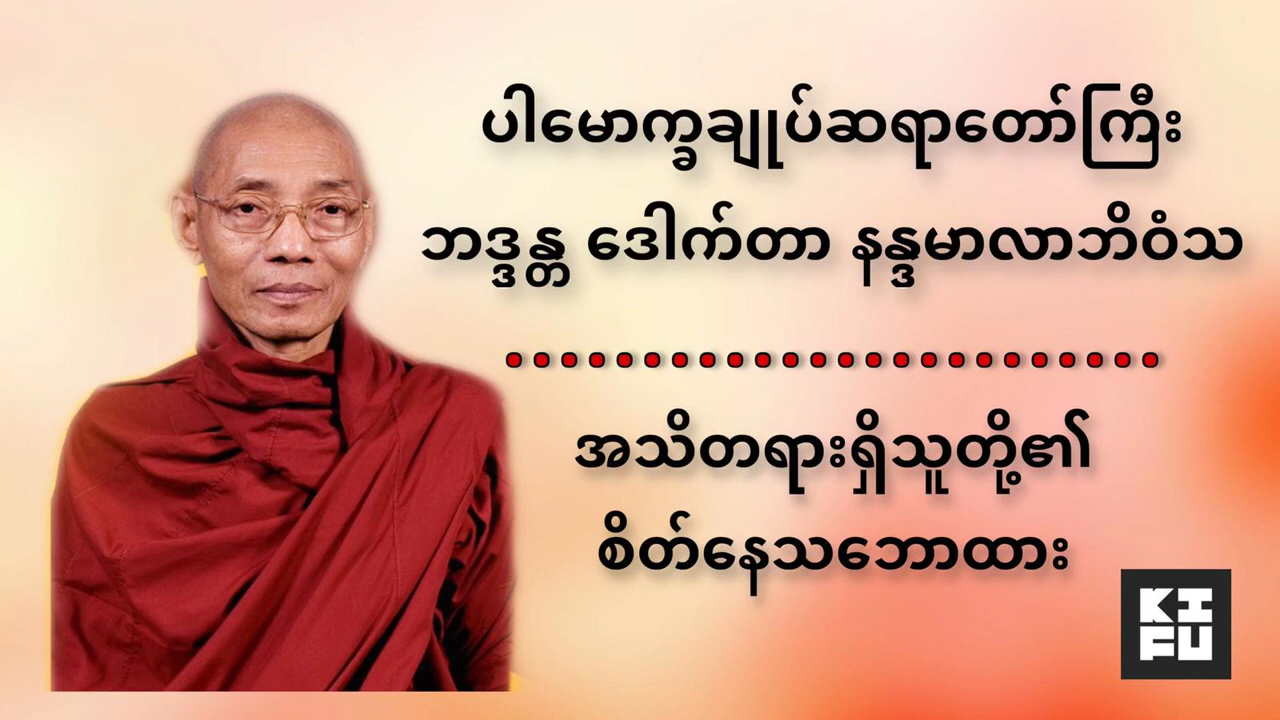 ပါမောက္ခချုပ်ဆရာတော်ကြီး
ဘဒ္ဒန္တ ဒေါက်တာ နန္ဒမာလာဘိဝံသ
အသိတရားရှိသူတို့၏
စိတ်နေသဘောထား
KI
FU